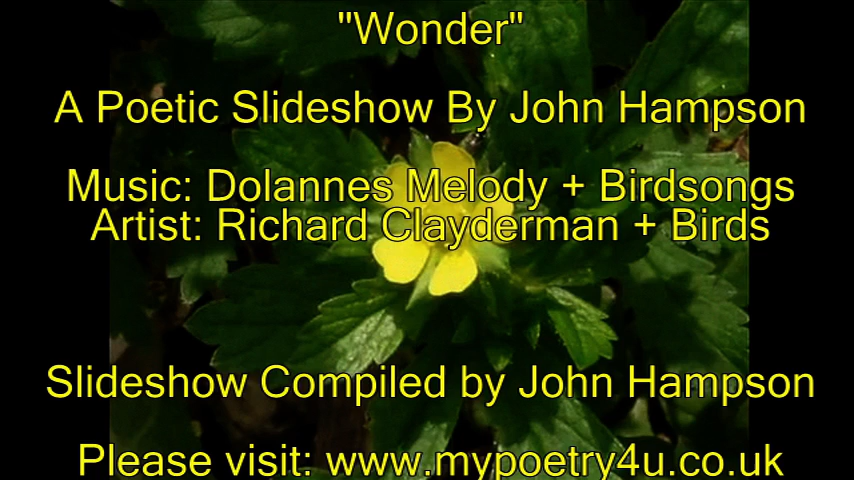 "Wonder"
A Poetic Slideshow By John Hampson
Music: Dolannes Melody + Birdsongs
Artist: Richard Clayderman + Birds
Slideshow Compiled by John Hampson
Please visit: www.mypoetry4u.co.uk